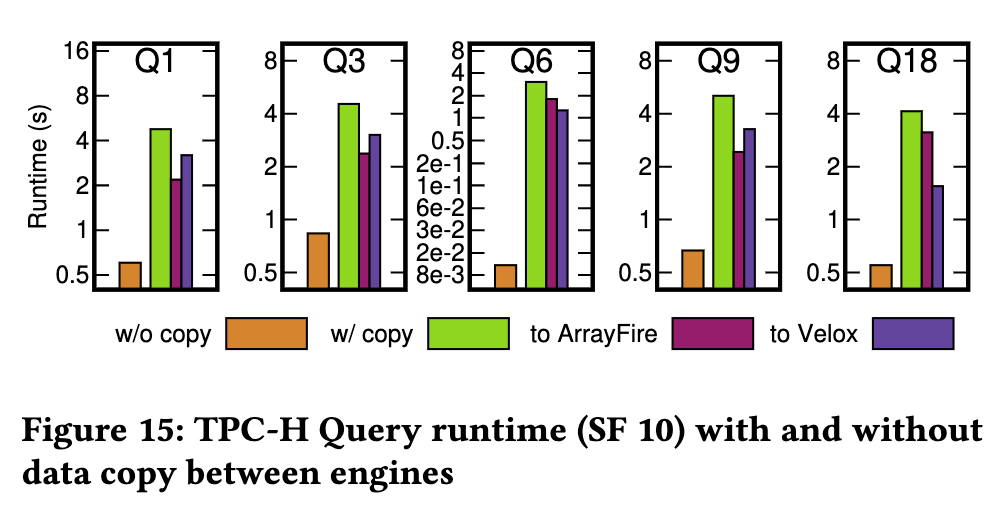 Q1 Q3 Q6 Q9 Q18
Runtime (s)
16
8
4
2
1
0.5
8
4
2
1
0.5
8
4
2
1
0.5
2e-1
1e-1
6e-2
3e-2
2e-2
8e-3
8
4
2
1
0.5
8
4
2
1
0.5
w/o copy w/ copy to ArrayFire to Velox
Figure 15: TPC-H Query runtime (SF 10) with and without
data copy between engines